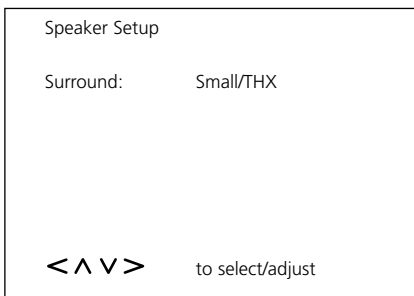 Speaker Setup
Surround: Small/THX
< ∧ ∨ > to select/adjust